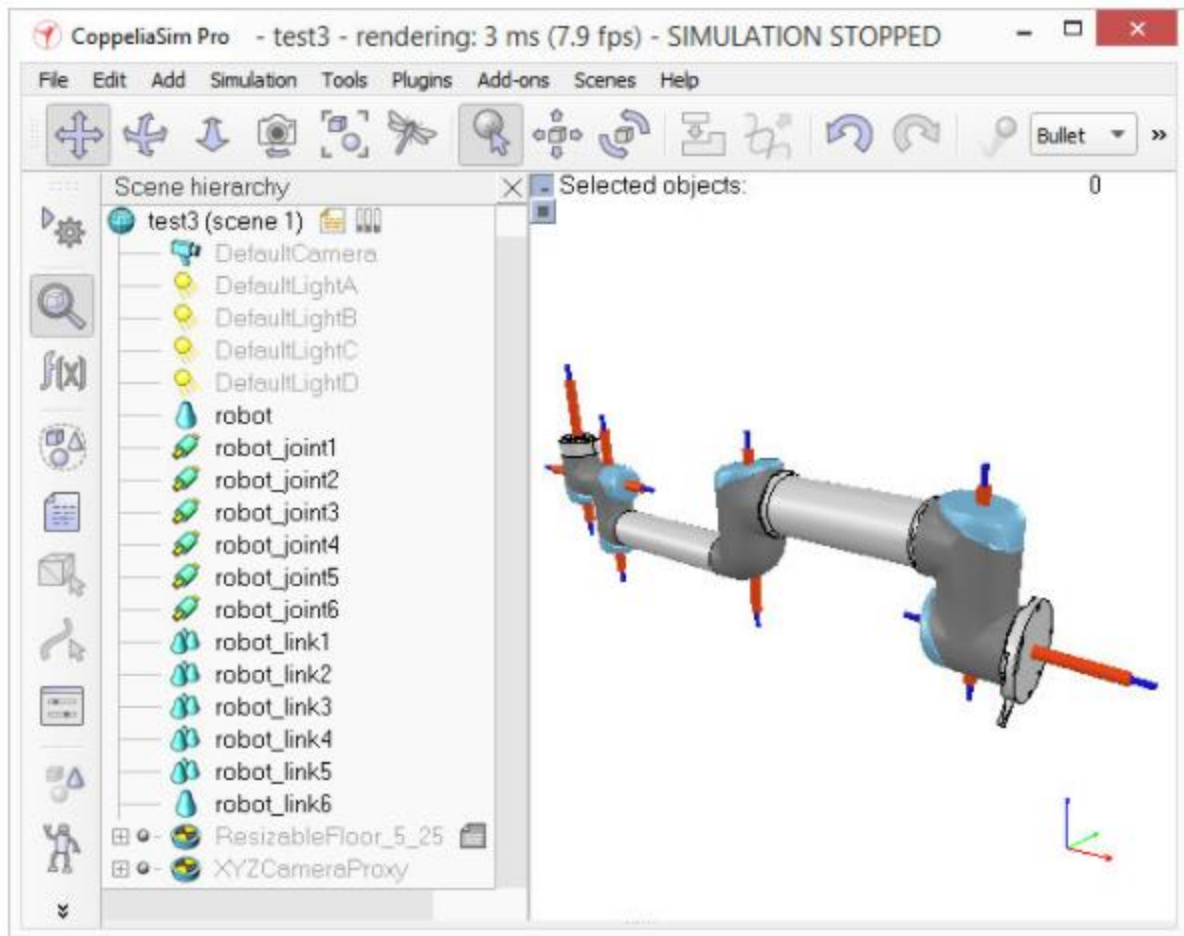 CoppeliaSim Pro - test3 - rendering: 3 ms (7.9 fps) - SIMULATION STOPPED
File Edit Add Simulation Tools Plugins Add-ons Scenes Help
Bullet
Scene hierarchy
Selected objects: 0
test3 (scene 1)
DefaultCamera
DefaultLightA
DefaultLightB
DefaultLightC
DefaultLightD
robot
robot_joint1
robot_joint2
robot_joint3
robot_joint4
robot_joint5
robot_joint6
robot_link1
robot_link2
robot_link3
robot_link4
robot_link5
robot_link6
ResizableFloor_5_25
XYZCameraProxy
f(x)